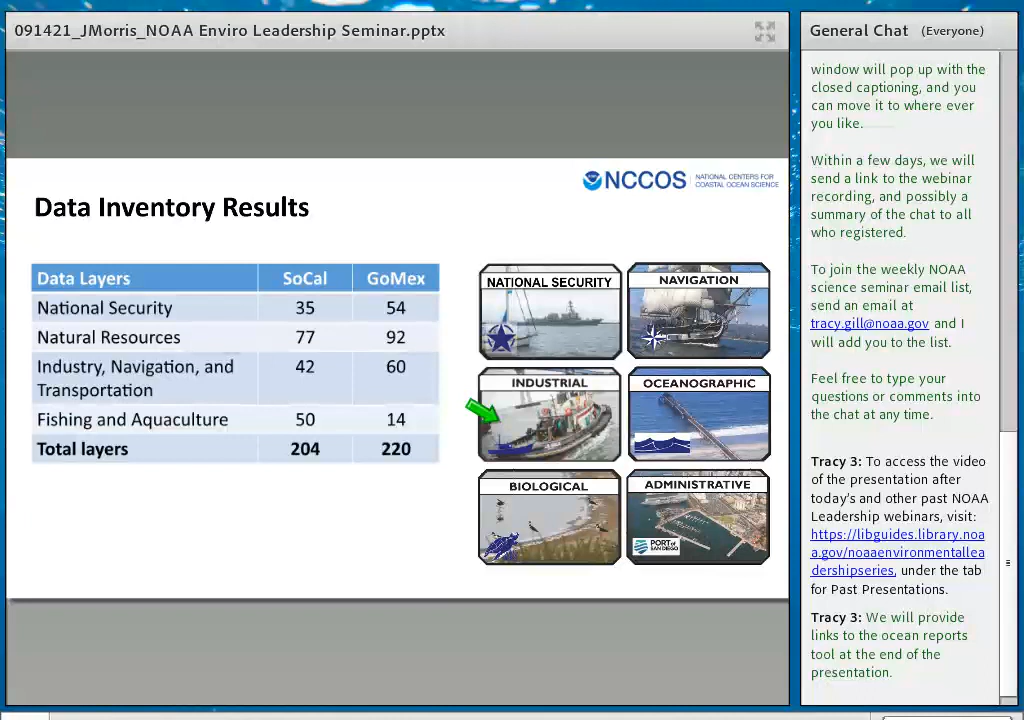 091421_JMorris_NOAA Enviro Leadership Seminar.pptx
NCCOS NATIONAL CENTERS FOR
COASTAL OCEAN SCIENCE
Data Inventory Results
Data Layers SoCal GoMex
National Security 35 54
Natural Resources 77 92
Industry, Navigation, and 42 60
Transportation
Fishing and Aquaculture 50 14
Total layers 204 220
NATIONAL SECURITY
NAVIGATION
INDUSTRIAL
OCEANOGRAPHIC
BIOLOGICAL
ADMINISTRATIVE
PORT of
SAN DIEGO
General Chat (Everyone)
window will pop up with the
closed captioning, and you
can move it to where ever
you like.
Within a few days, we will
send a link to the webinar
recording, and possibly a
summary of the chat to all
who registered.
To join the weekly NOAA
science seminar email list,
send an email at
tracy.gill@noaa.gov and I
will add you to the list.
Feel free to type your
questions or comments into
the chat at any time.
Tracy 3: To access the video
of the presentation after
today's and other past NOAA
Leadership webinars, visit:
https://libguides.library.noa
a.gov/noaaenvironmentallea
dershipseries, under the tab
for Past Presentations.
Tracy 3: We will provide
links to the ocean reports
tool at the end of the
presentation.